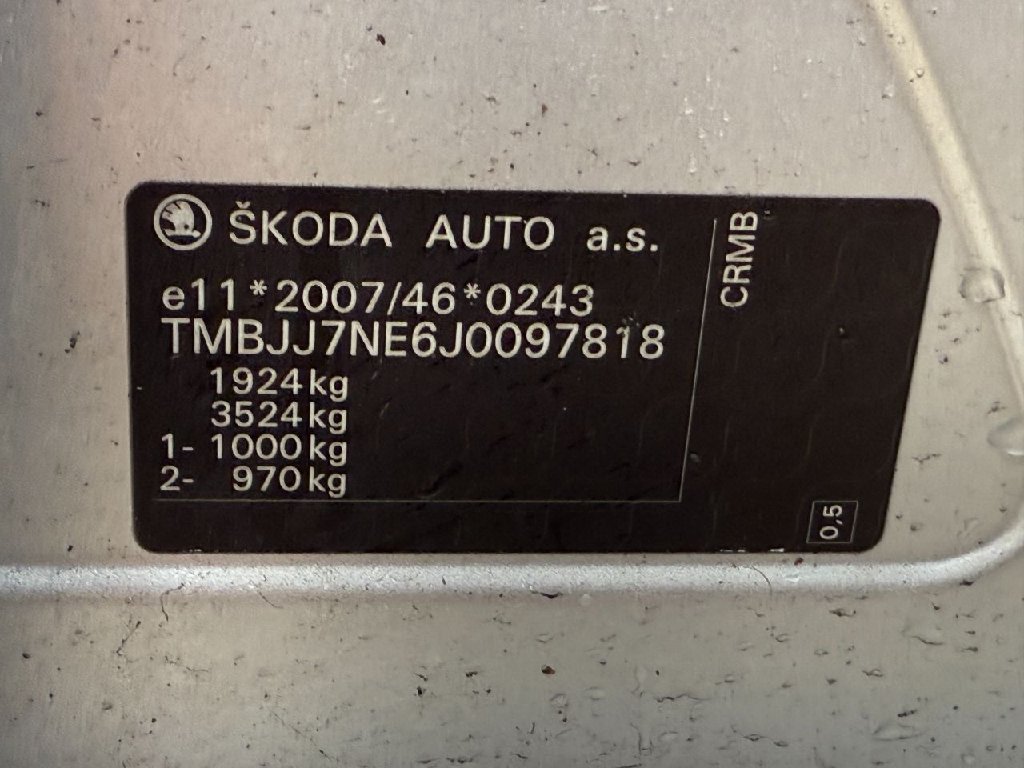 ŠKODA AUTO a.s.
e11*2007/46*0243
TMBJJ7NE6J0097818
1924kg
3524kg
1- 1000kg
2- 970kg
CRMB
0,5